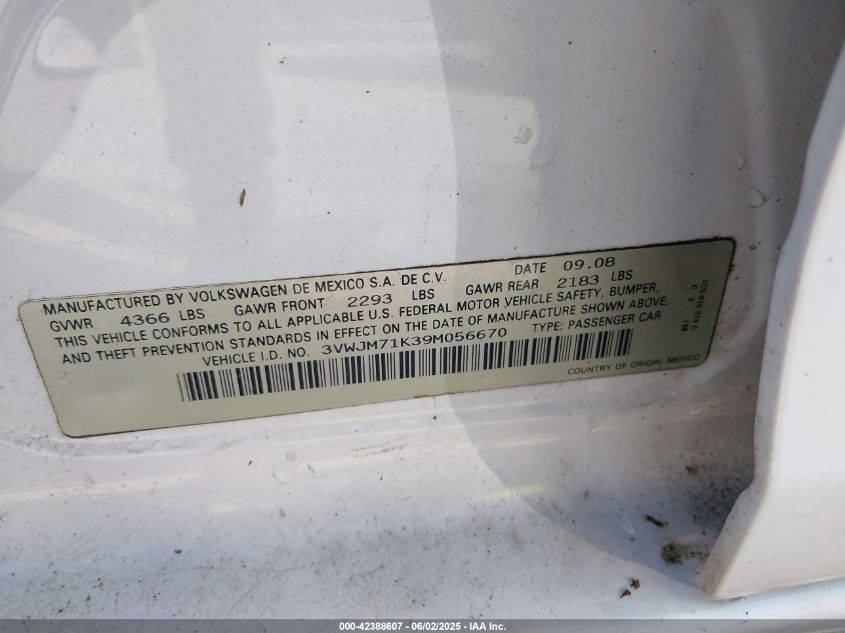 MANUFACTURED BY VOLKSWAGEN DE MEXICO S.A. DE C.V. DATE 09.08
GVWR 4366 LBS GAWR FRONT 2293 LBS GAWR REAR 2183 LBS
THIS VEHICLE CONFORMS TO ALL APPLICABLE U.S. FEDERAL MOTOR VEHICLE SAFETY, BUMPER,
AND THEFT PREVENTION STANDARDS IN EFFECT ON THE DATE OF MANUFACTURE SHOWN ABOVE.
VEHICLE I.D. NO. 3VWJM71K39M056670 TYPE: PASSENGER CAR
COUNTRY OF ORIGIN: MEXICO
000-42388607 - 06/02/2025 - IAA Inc.